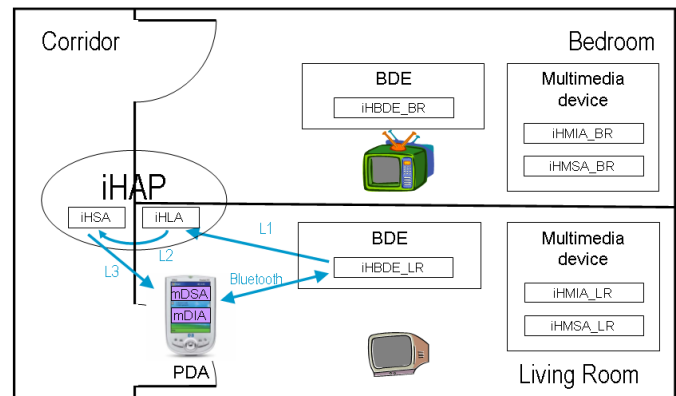 Corridor
Bedroom
BDE
iHBDE_BR
Multimedia
device
iHMIA_BR
iHMSA_BR
iHAP
iHSA
iHLA
L1
L2
L3
BDE
iHBDE_LR
Bluetooth
Multimedia
device
iHMIA_LR
iHMSA_LR
mDSA
mDIA
PDA
Living Room